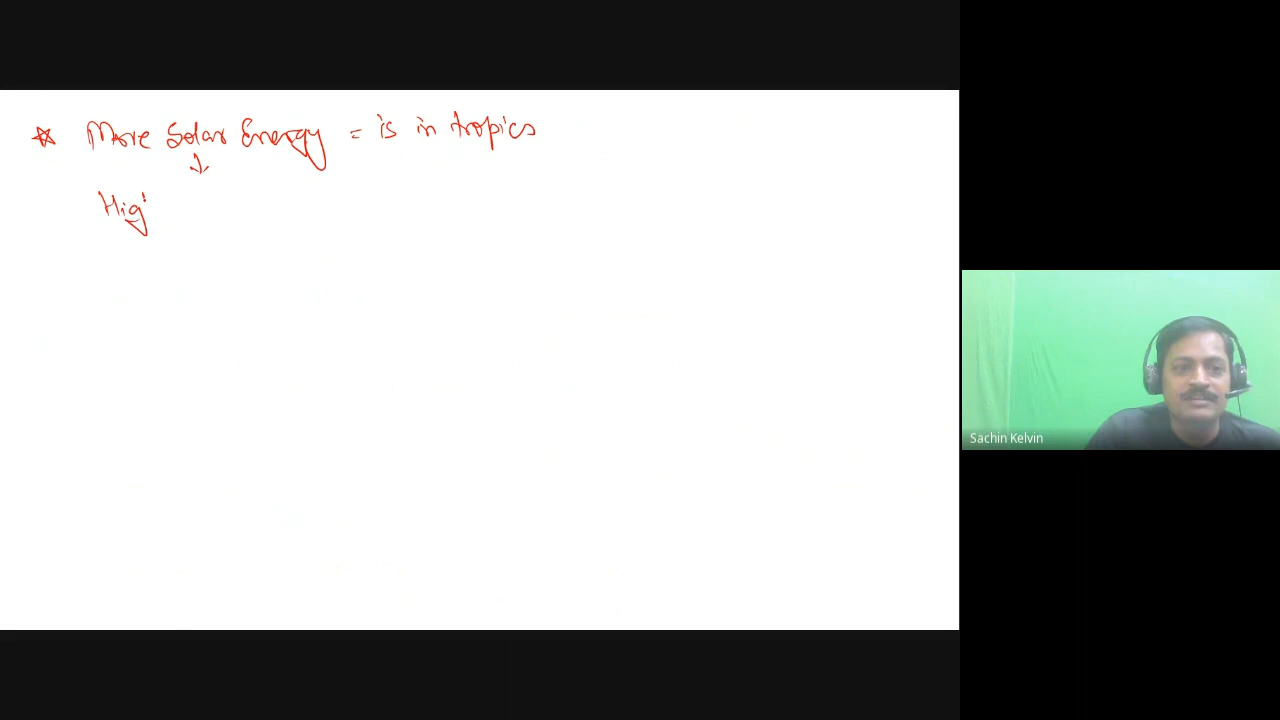 ☆ More Solar Energy = is in tropics
↓
Hig
Sachin Kelvin